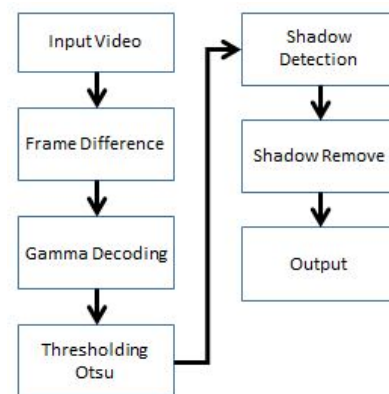 Input Video
Frame Difference
Gamma Decoding
Thresholding
Otsu
Shadow
Detection
Shadow Remove
Output